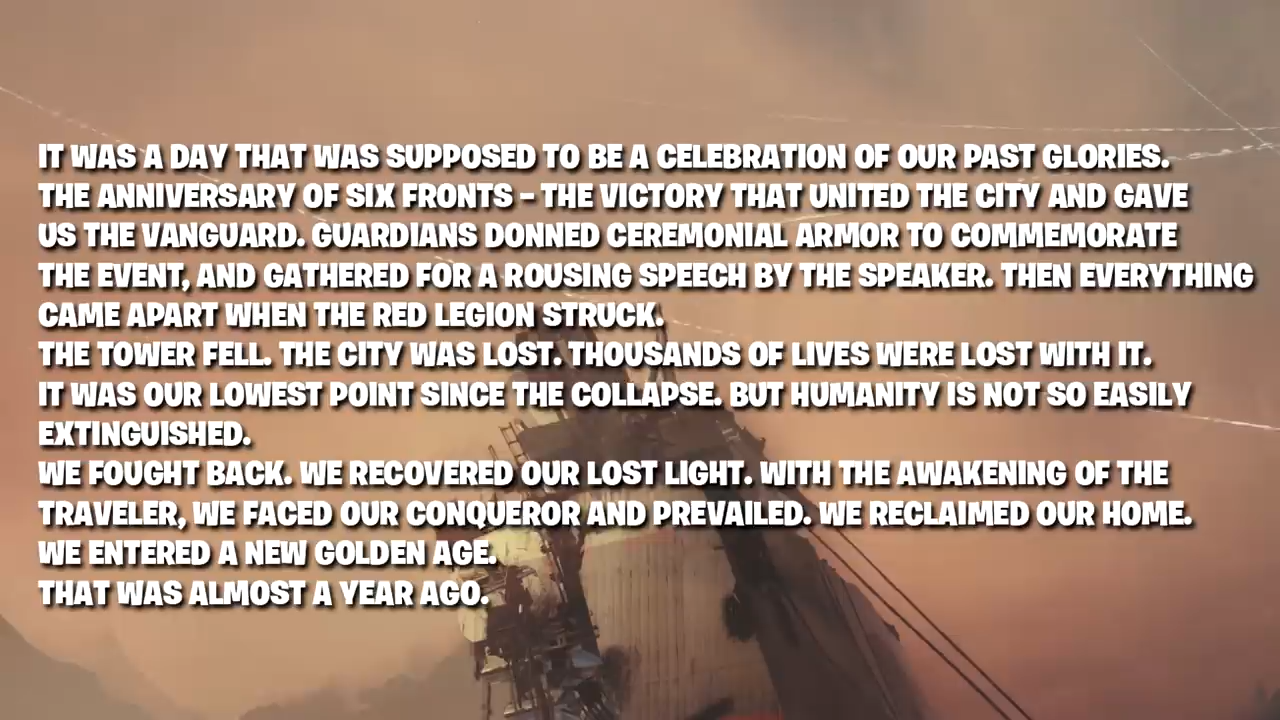 IT WAS A DAY THAT WAS SUPPOSED TO BE A CELEBRATION OF OUR PAST GLORIES.
THE ANNIVERSARY OF SIX FRONTS – THE VICTORY THAT UNITED THE CITY AND GAVE
US THE VANGUARD. GUARDIANS DONNED CEREMONIAL ARMOR TO COMMEMORATE
THE EVENT, AND GATHERED FOR A ROUSING SPEECH BY THE SPEAKER. THEN EVERYTHING
CAME APART WHEN THE RED LEGION STRUCK.
THE TOWER FELL. THE CITY WAS LOST. THOUSANDS OF LIVES WERE LOST WITH IT.
IT WAS OUR LOWEST POINT SINCE THE COLLAPSE. BUT HUMANITY IS NOT SO EASILY
EXTINGUISHED.
WE FOUGHT BACK. WE RECOVERED OUR LOST LIGHT. WITH THE AWAKENING OF THE
TRAVELER, WE FACED OUR CONQUEROR AND PREVAILED. WE RECLAIMED OUR HOME.
WE ENTERED A NEW GOLDEN AGE.
THAT WAS ALMOST A YEAR AGO.